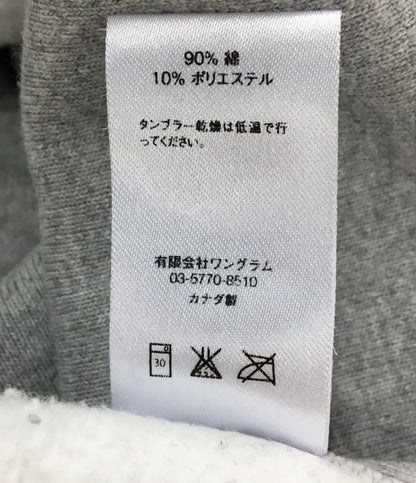 90% 綿
10% ポリエステル
タンブラー乾燥は低温で行
ってください。
有限会社ワングラム
03-5770-8510
カナダ製
30